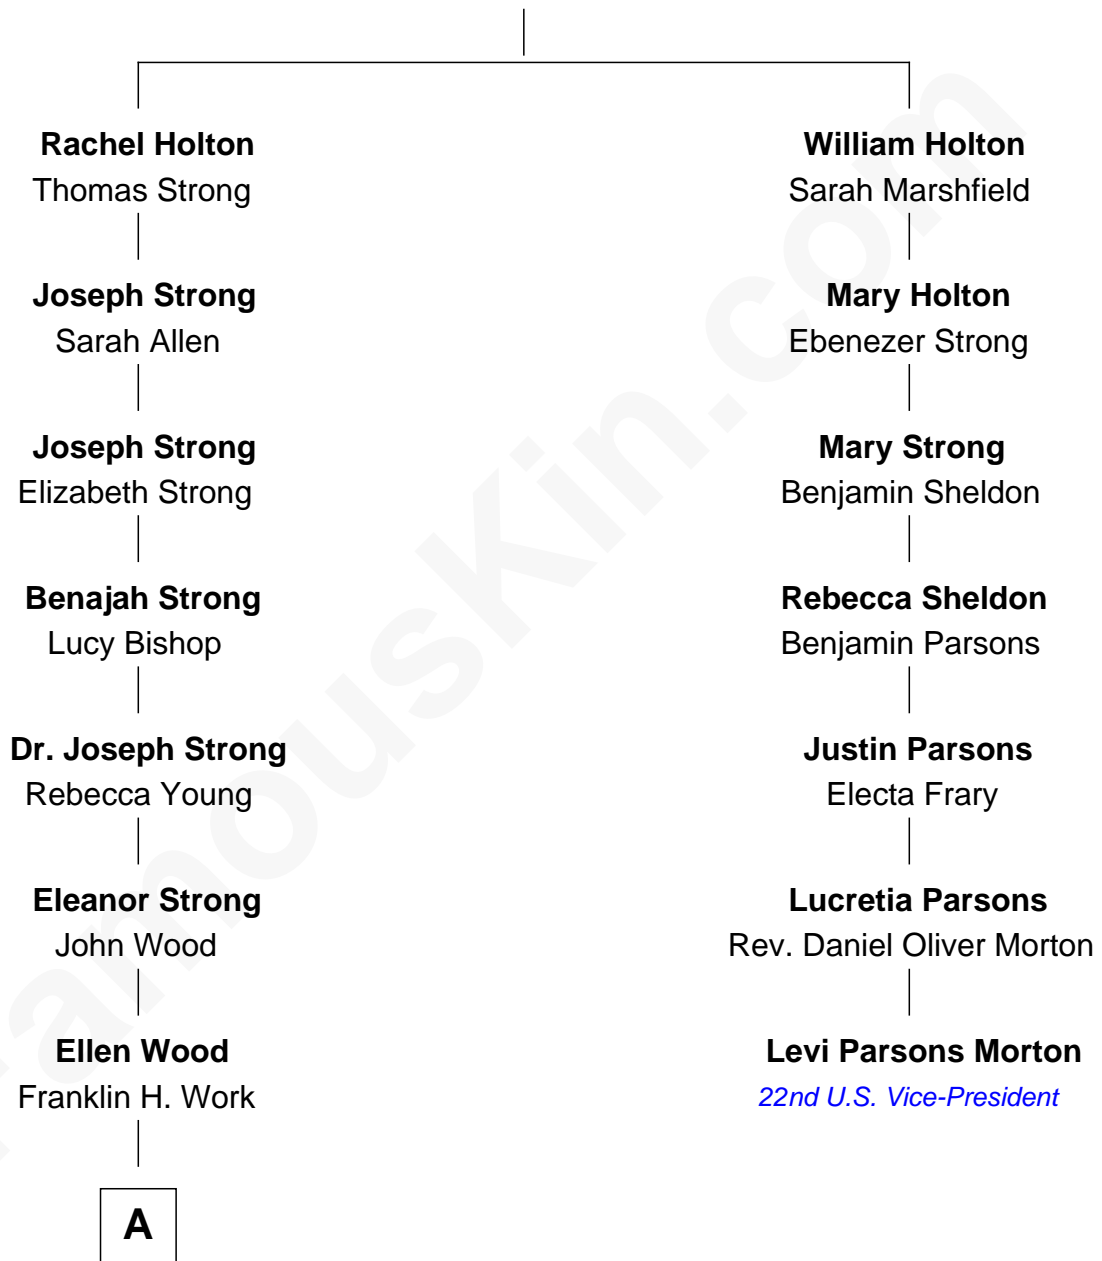 Rachel Holton
Thomas Strong
William Holton
Sarah Marshfield
Joseph Strong
Sarah Allen
Mary Holton
Ebenezer Strong
Joseph Strong
Elizabeth Strong
Mary Strong
Benjamin Sheldon
Benajah Strong
Lucy Bishop
Rebecca Sheldon
Benjamin Parsons
Dr. Joseph Strong
Rebecca Young
Justin Parsons
Electa Frary
Eleanor Strong
John Wood
Lucretia Parsons
Rev. Daniel Oliver Morton
Ellen Wood
Franklin H. Work
Levi Parsons Morton
22nd U.S. Vice-President
A
FamousKin.com